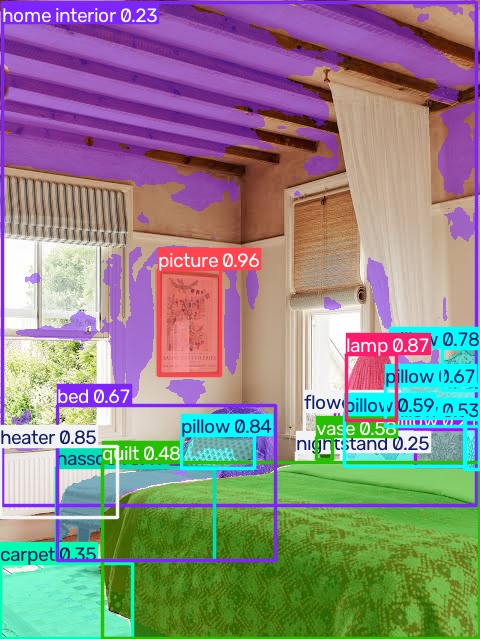 home interior 0.23
picture 0.96
lamp 0.87
0.78
pillow 0.67
bed 0.67
pillow 0.59
0.53
vase 0.58
pillow 0.84
heater 0.85
quilt 0.48
nightstand 0.25
carpet 0.35